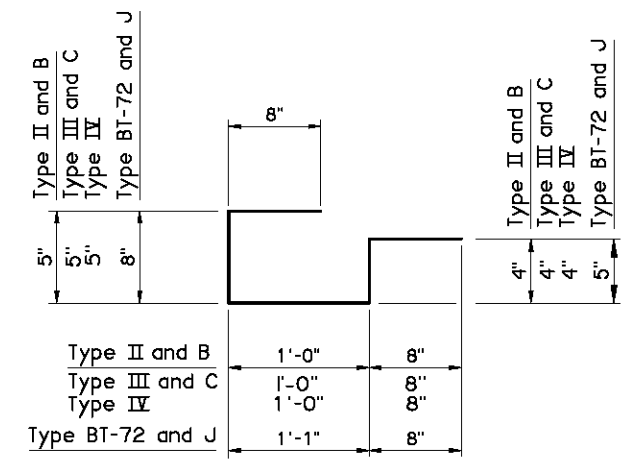 Type II and B
Type III and C
Type IV
Type BT-72 and J
8"
Type II and B
Type III and C
Type IV
Type BT-72 and J
5"
5"
5"
8"
4"
4"
4"
5"
Type II and B 1'-0" 8"
Type III and C 1'-0" 8"
Type IV 1'-0" 8"
Type BT-72 and J 1'-1" 8"